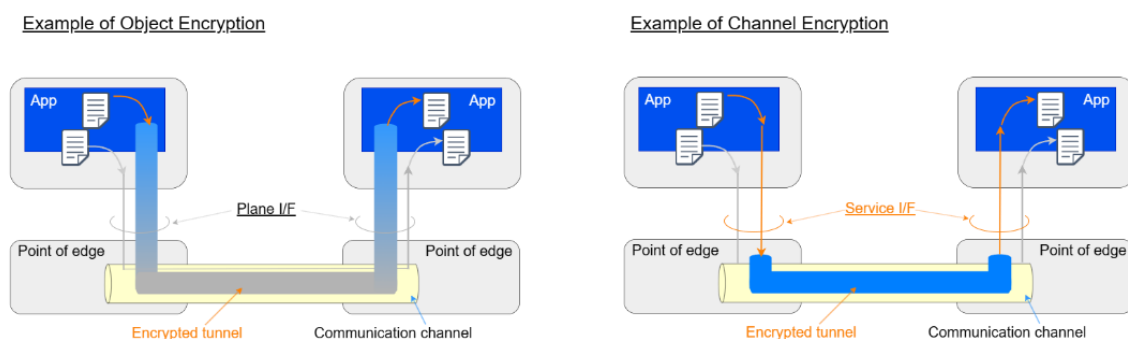 Example of Object Encryption
App
App
Plane I/F
Point of edge
Point of edge
Encrypted tunnel
Communication channel
Example of Channel Encryption
App
App
Service I/F
Point of edge
Point of edge
Encrypted tunnel
Communication channel